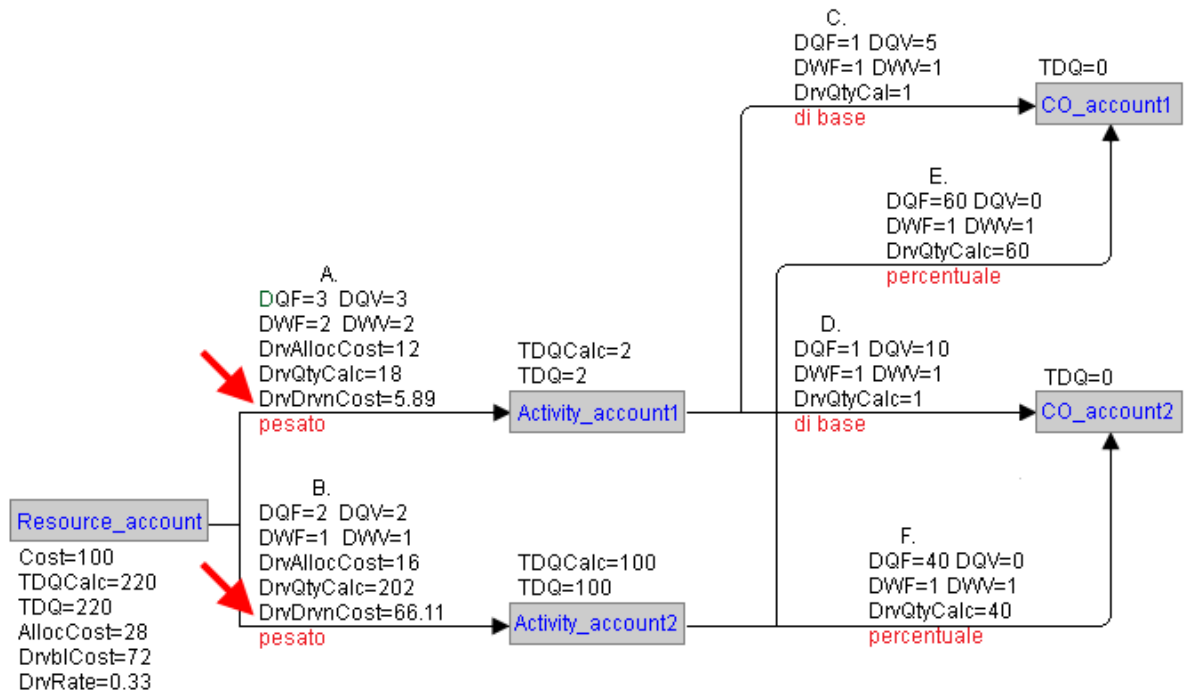 C.
DQF=1 DQV=5
DWF=1 DWV=1
DrvQtyCal=1
di base
TDQ=0
CO_account1
E.
DQF=60 DQV=0
DWF=1 DWV=1
DrvQtyCalc=60
percentuale
A.
DQF=3 DQV=3
DWF=2 DWV=2
DrvAllocCost=12
DrvQtyCalc=18
DrvDrvnCost=5.89
pesato
TDQCalc=2
TDQ=2
Activity_account1
D.
DQF=1 DQV=10
DWF=1 DWV=1
DrvQtyCalc=1
di base
TDQ=0
CO_account2
B.
DQF=2 DQV=2
DWF=1 DWV=1
DrvAllocCost=16
DrvQtyCalc=202
DrvDrvnCost=66.11
pesato
Resource_account
Cost=100
TDQCalc=220
TDQ=220
AllocCost=28
DrvblCost=72
DrvRate=0.33
TDQCalc=100
TDQ=100
Activity_account2
F.
DQF=40 DQV=0
DWF=1 DWV=1
DrvQtyCalc=40
percentuale